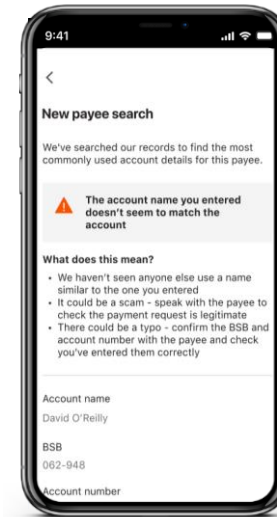 9:41
New payee search
We've searched our records to find the most
commonly used account details for this payee.
The account name you entered
doesn't seem to match the
account
What does this mean?
• We haven't seen anyone else use a name
similar to the one you entered
• It could be a scam - speak with the payee to
check the payment request is legitimate
• There could be a typo - confirm the BSB and
account number with the payee and check
you've entered them correctly
Account name
David O'Reilly
BSB
062-948
Account number